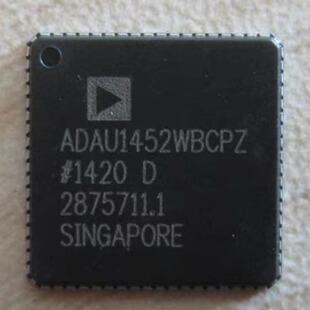 ADAU1452WBCPZ
#1420 D
2875711.1
SINGAPORE